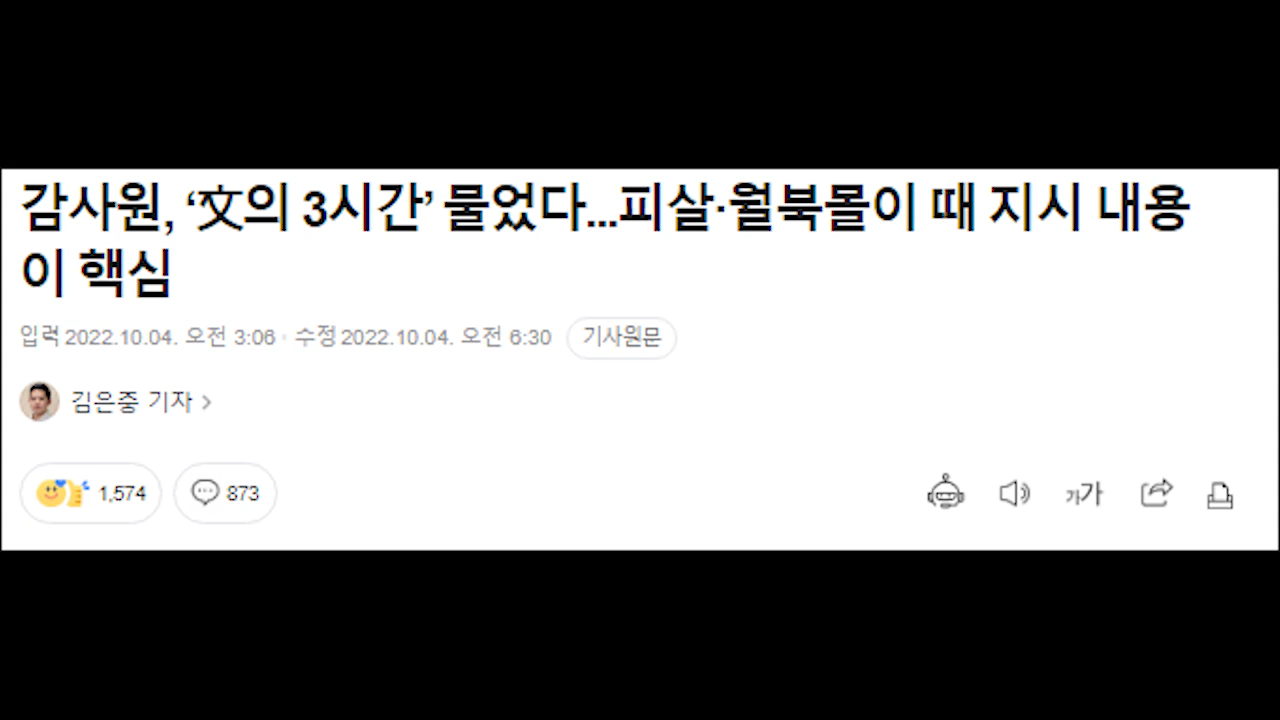 감사원, ‘文의 3시간’ 물었다...피살·월북몰이 때 지시 내용
이 핵심
입력 2022.10.04. 오전 3:06 · 수정 2022.10.04. 오전 6:30 기사원문
김은중 기자 >
1,574 873 가가